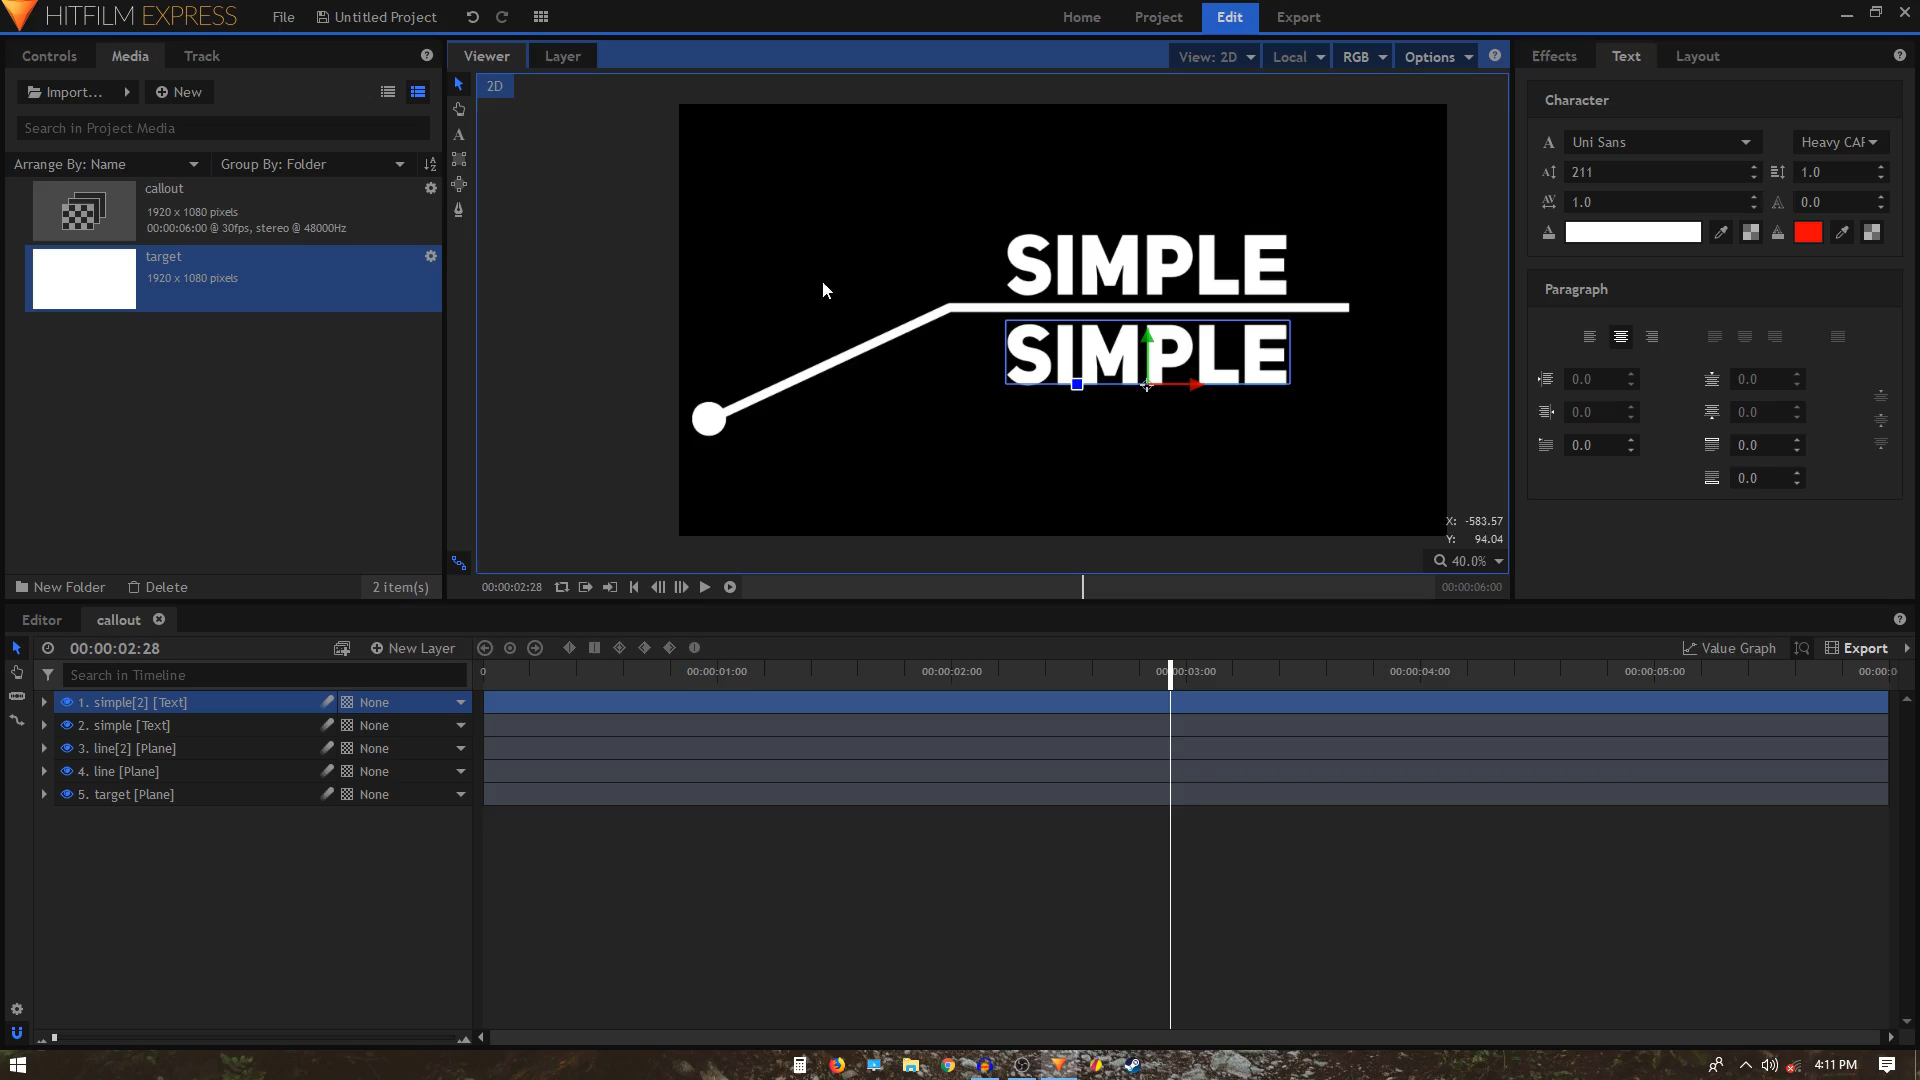 HITFILM EXPRESS
File
Untitled Project
Home
Project
Edit
Export
Controls
Media
Track
Viewer
Layer
View: 2D
Local
RGB
Options
Effects
Text
Layout
Import...
New
2D
Character
Search in Project Media
Uni Sans
Heavy CAF
Arrange By: Name
Group By: Folder
211
1.0
callout
1920 x 1080 pixels
00:00:06:00 @ 30fps, stereo @ 48000Hz
1.0
0.0
target
1920 x 1080 pixels
SIMPLE
SIMPLE
Paragraph
0.0
0.0
0.0
0.0
0.0
0.0
0.0
X: -583.57
Y: 94.04
40.0%
New Folder
Delete
2 item(s)
00:00:02:28
00:00:06:00
Editor
callout
00:00:02:28
New Layer
Value Graph
Export
Search in Timeline
0
00:00:01:00
00:00:02:00
00:00:03:00
00:00:04:00
00:00:05:00
00:00:0
1. simple[2] [Text]
None
2. simple [Text]
None
3. line[2] [Plane]
None
4. line [Plane]
None
5. target [Plane]
None
4:11 PM